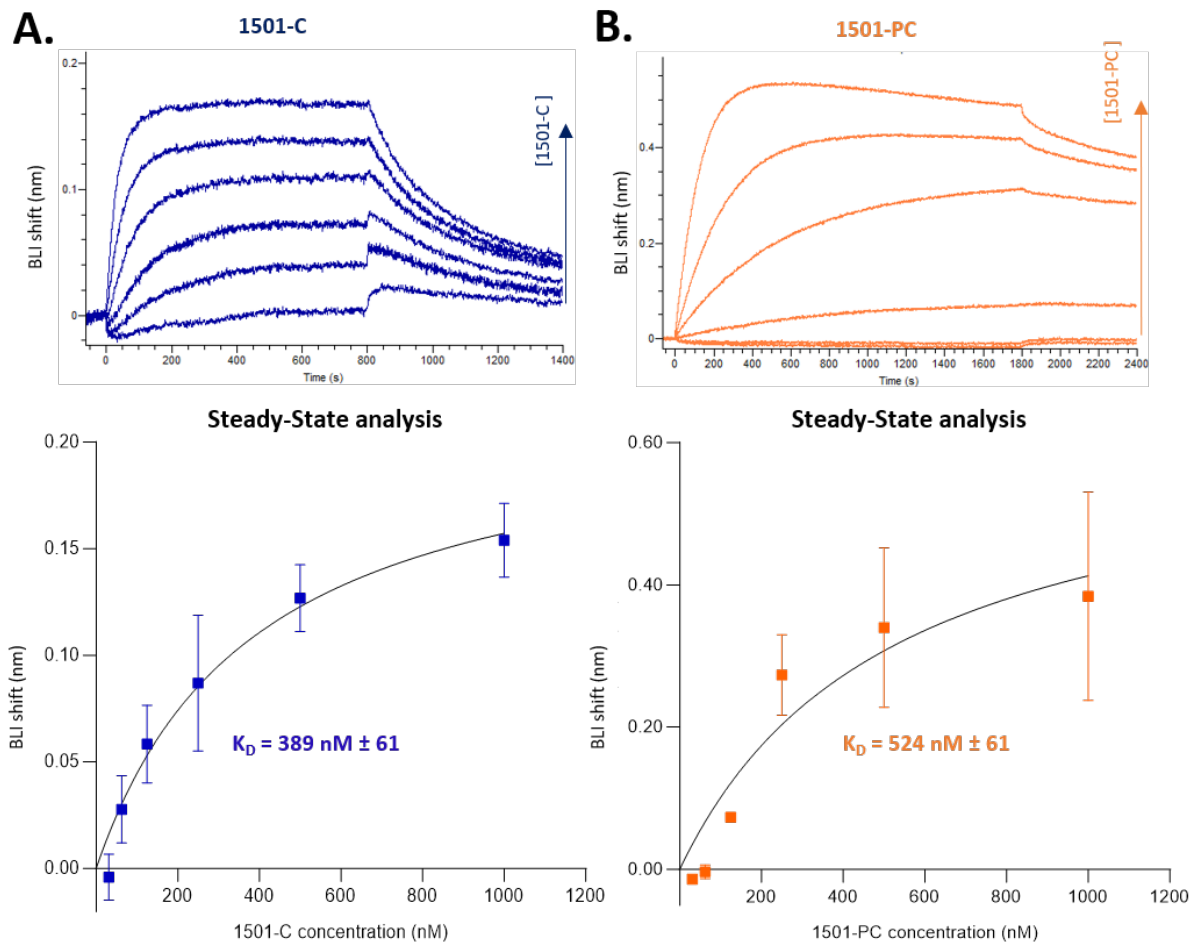 A.
1501-C
0.2
0.1
0
BLI shift (nm)
[1501-C ]
0 200 400 600 800 1000 1200 1400
Time (s)
B.
1501-PC
0.4
0.2
0
BLI shift (nm)
[1501-PC ]
0 200 400 600 800 1000 1200 1400 1600 1800 2000 2200 2400
Time (s)
Steady-State analysis
0.20
0.15
0.10
0.05
0.00
BLI shift (nm)
K_D = 389 nM ± 61
200 400 600 800 1000 1200
1501-C concentration (nM)
Steady-State analysis
0.60
0.40
0.20
0.00
BLI shift (nm)
K_D = 524 nM ± 61
200 400 600 800 1000 1200
1501-PC concentration (nM)